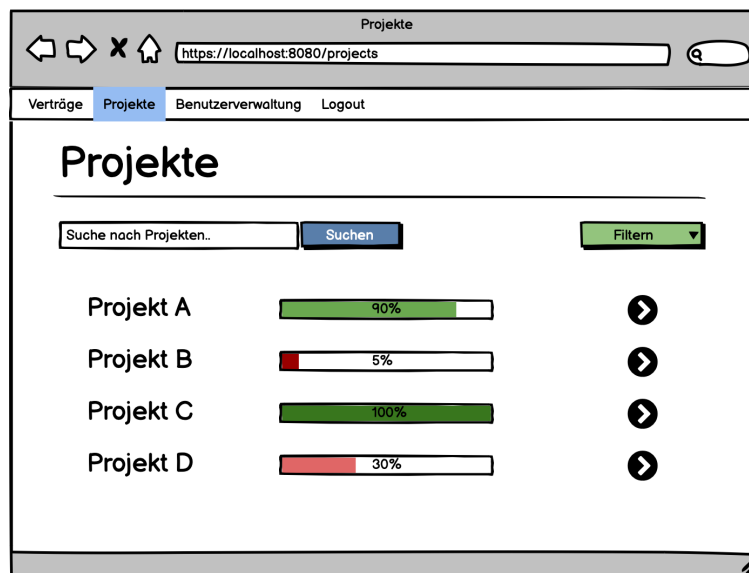 Projekte
https://localhost:8080/projects
Verträge Projekte Benutzerverwaltung Logout
Projekte
Suche nach Projekten.. Suchen Filtern
Projekt A 90%
Projekt B 5%
Projekt C 100%
Projekt D 30%